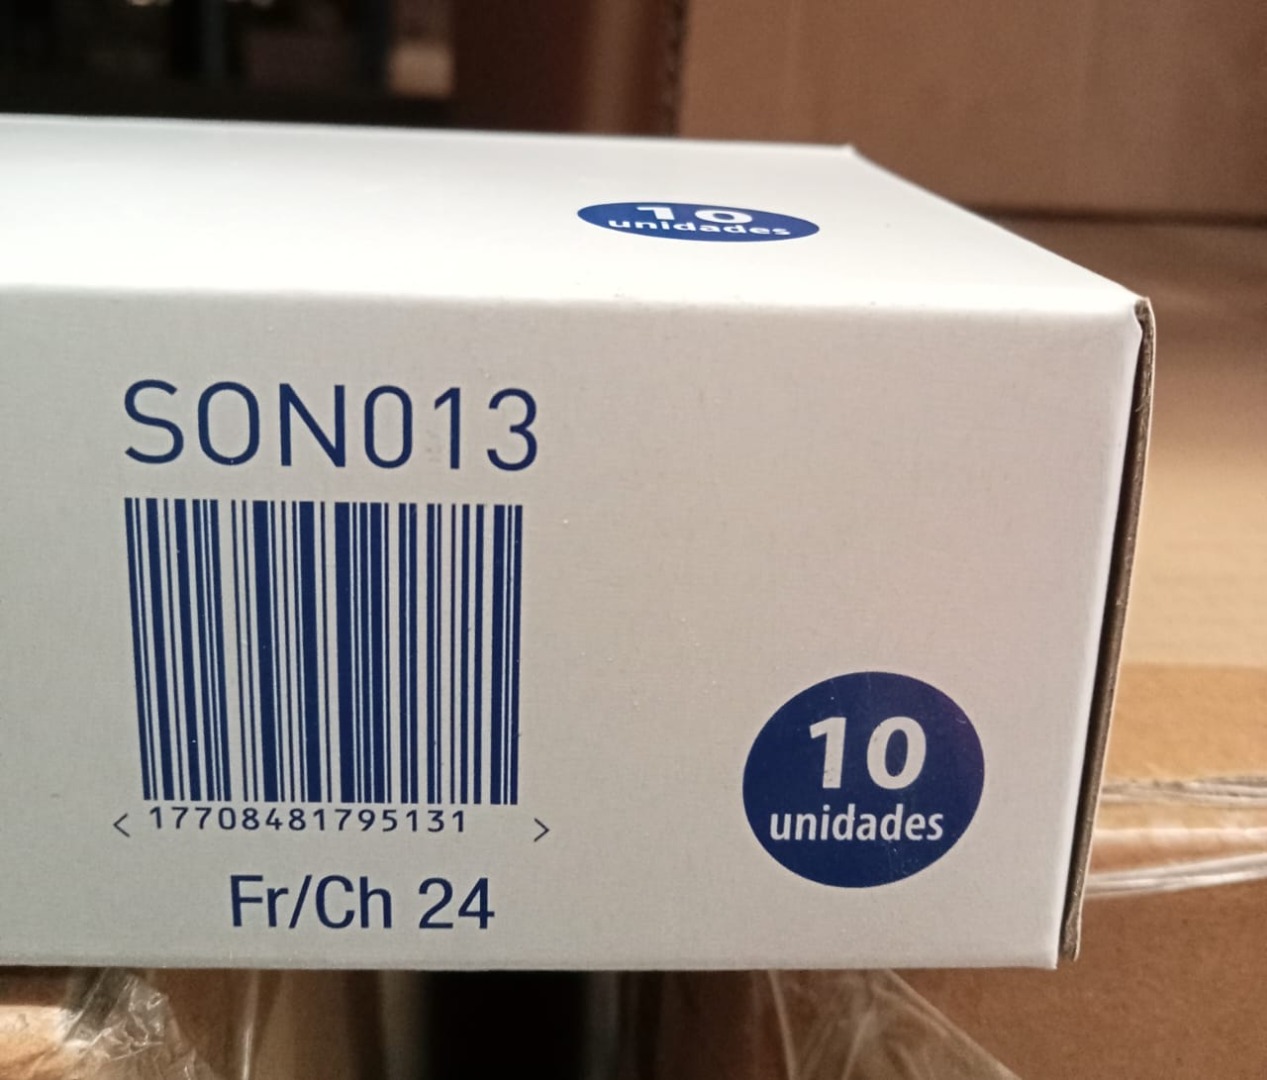 10
unidades
SON013
< 17708481795131 >
Fr/Ch 24
10
unidades